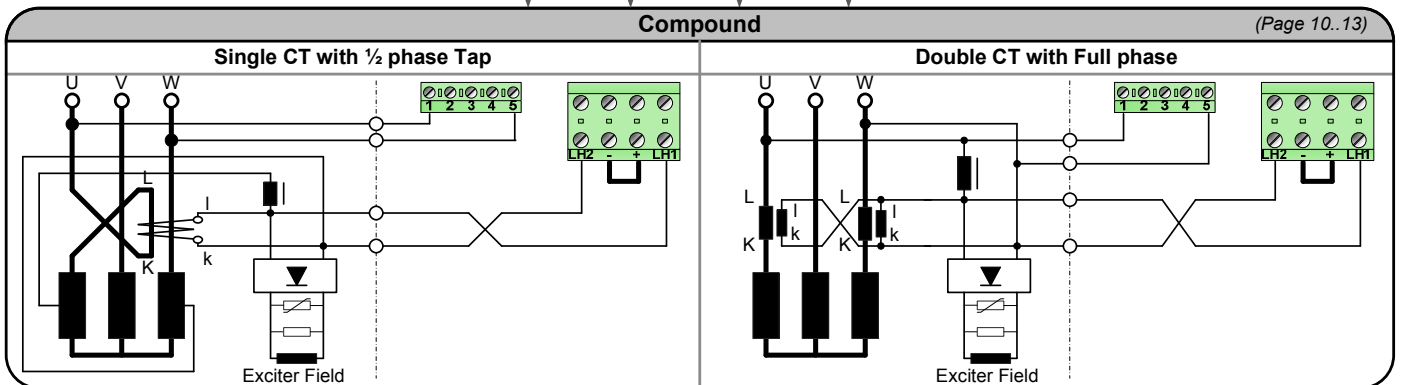 Compound
(Page 10..13)
Single CT with ½ phase Tap
Double CT with Full phase
U V W
1 2 3 4 5
LH2 - + LH1
L
l
K
k
Exciter Field
U V W
1 2 3 4 5
LH2 - + LH1
L L
l
K K
k k
Exciter Field